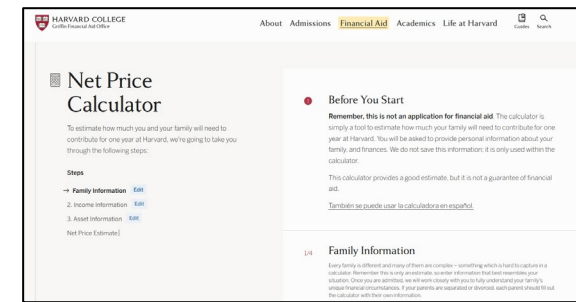 HARVARD COLLEGE
Griffin Financial Aid Office
About Admissions Financial Aid Academics Life at Harvard
Guides Search
Net Price
Calculator
To estimate how much you and your family will need to
contribute for one year at Harvard, we're going to take you
through the following steps:
Steps
→ Family Information Edit
2. Income Information Edit
3. Asset Information Edit
Net Price Estimate
Before You Start
Remember, this is not an application for financial aid. The calculator is
simply a tool to estimate how much your family will need to contribute for one
year at Harvard. You will be asked to provide personal information about your
family, and finances. We do not save this information; it is only used within the
calculator.
This calculator provides a good estimate, but it is not a guarantee of financial
aid.
También se puede usar la calculadora en español.
1/4 Family Information
Every family is different and many of them are complex – something which is hard to capture in a
calculator. Remember this is only an estimate, so enter information that best resembles your
situation. Once you are admitted, we will work closely with you to fully understand your family's
unique financial circumstances. If your parents are separated or divorced, each parent should fill out
the calculator with their own information.